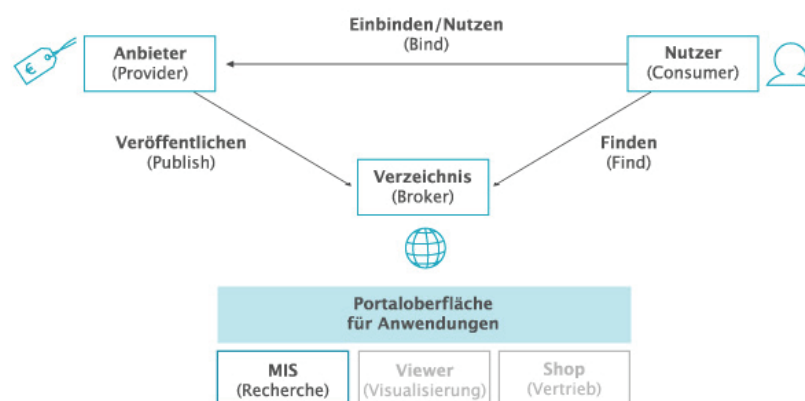 Einbinden/Nutzen
(Bind)
Anbieter
(Provider)
Nutzer
(Consumer)
€
Veröffentlichen
(Publish)
Finden
(Find)
Verzeichnis
(Broker)
Portaloberfläche
für Anwendungen
MIS
(Recherche)
Viewer
(Visualisierung)
Shop
(Vertrieb)